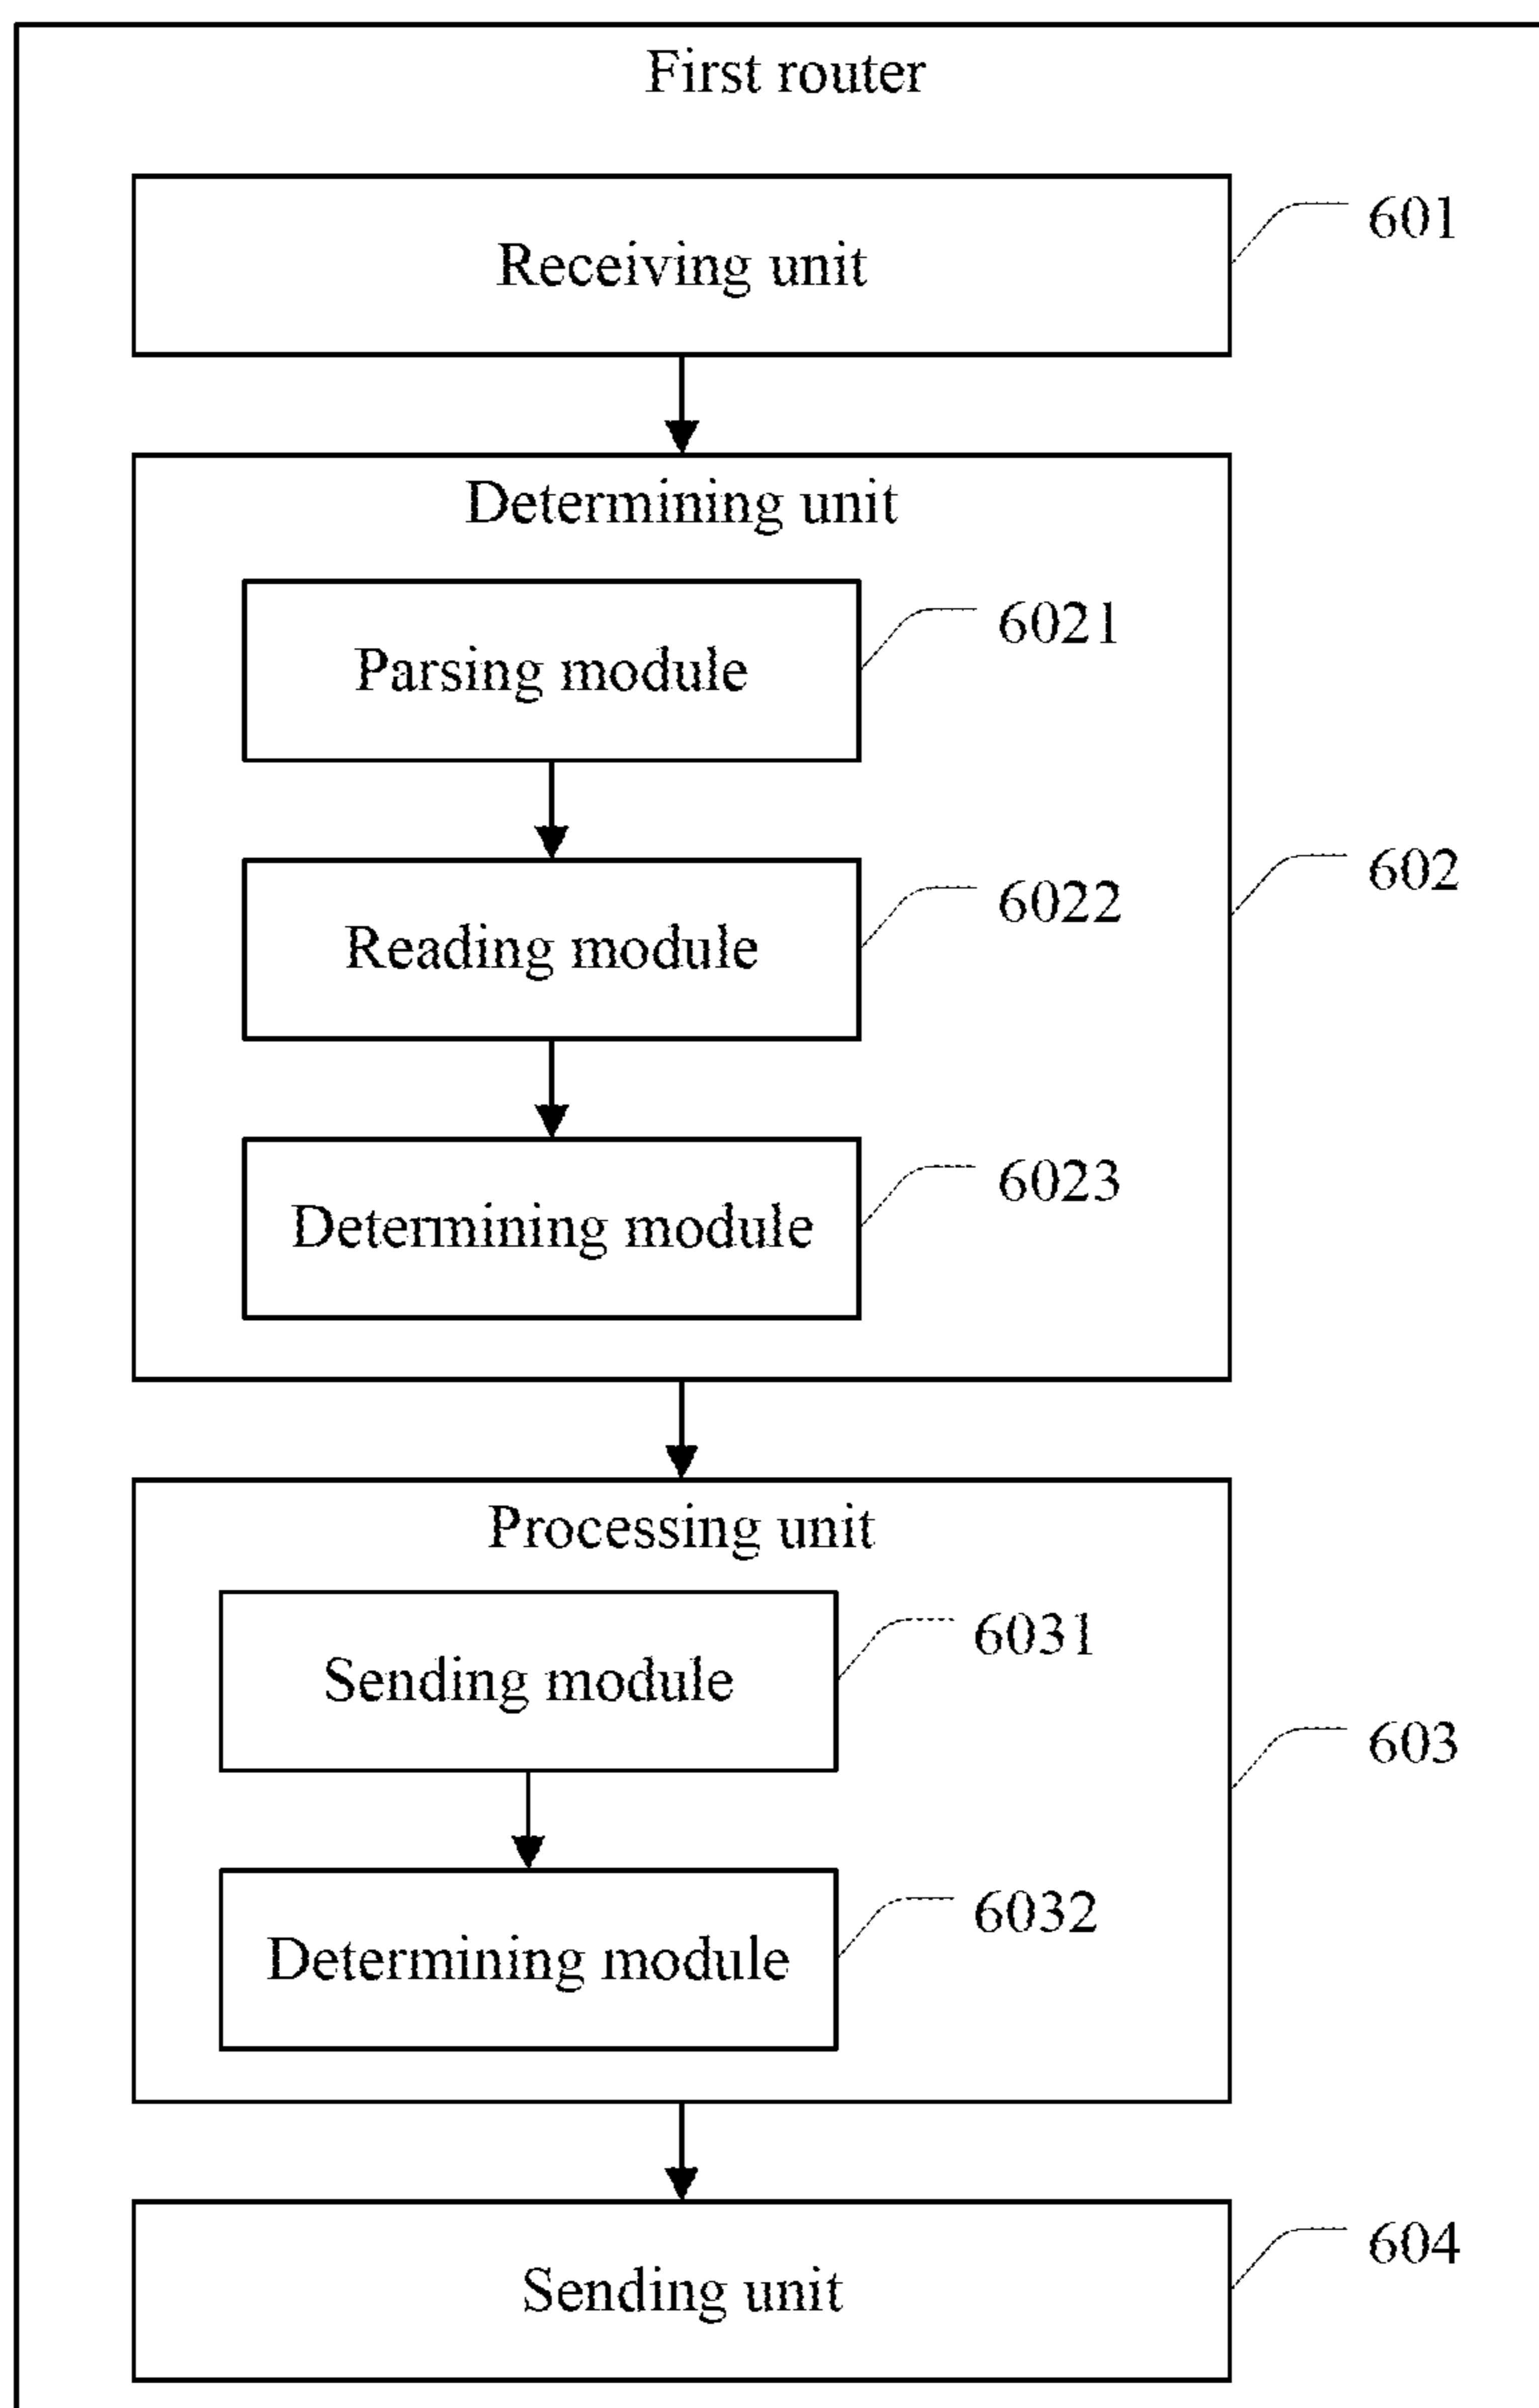 First router
Receiving unit
601
Determining unit
Parsing module
6021
Reading module
6022
602
Determining module
6023
Processing unit
Sending module
6031
603
Determining module
6032
Sending unit
604